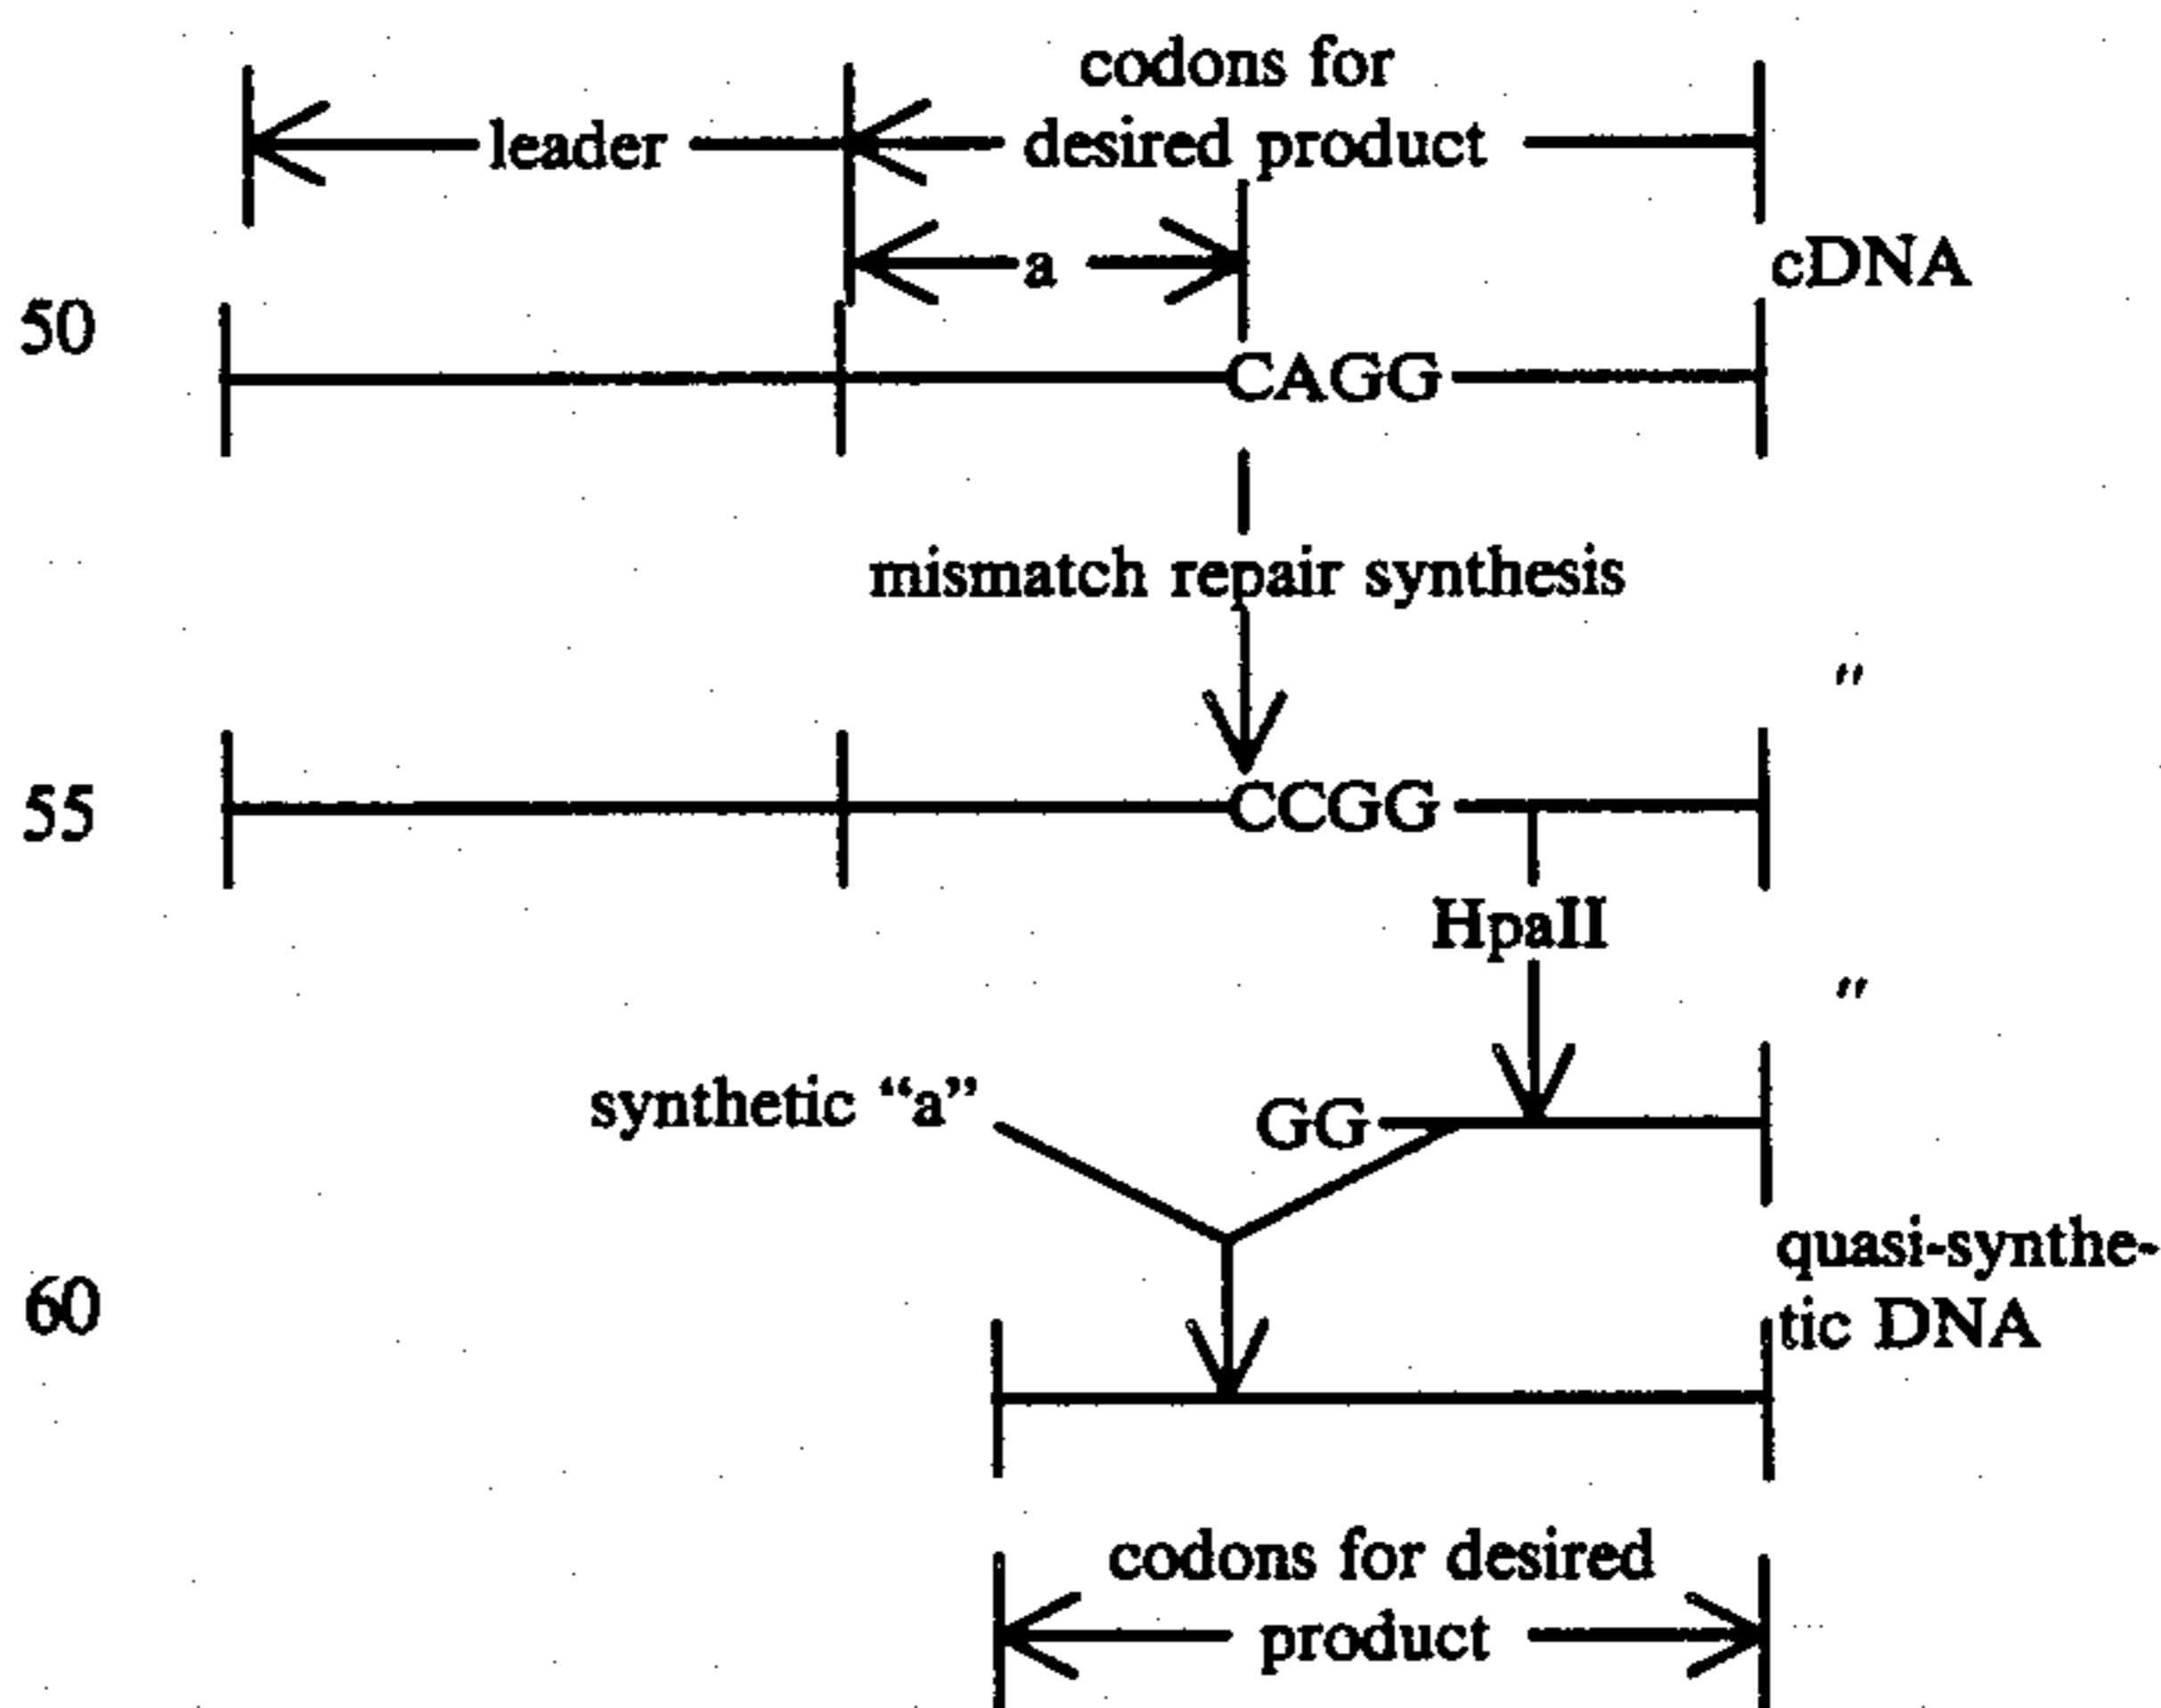 codons for
leader desired product
a
cDNA
50
CAGG
mismatch repair synthesis
"
55
CCGG
HpaII
"
synthetic “a”
GG
quasi-synthe-
60
tic DNA
codons for desired
product